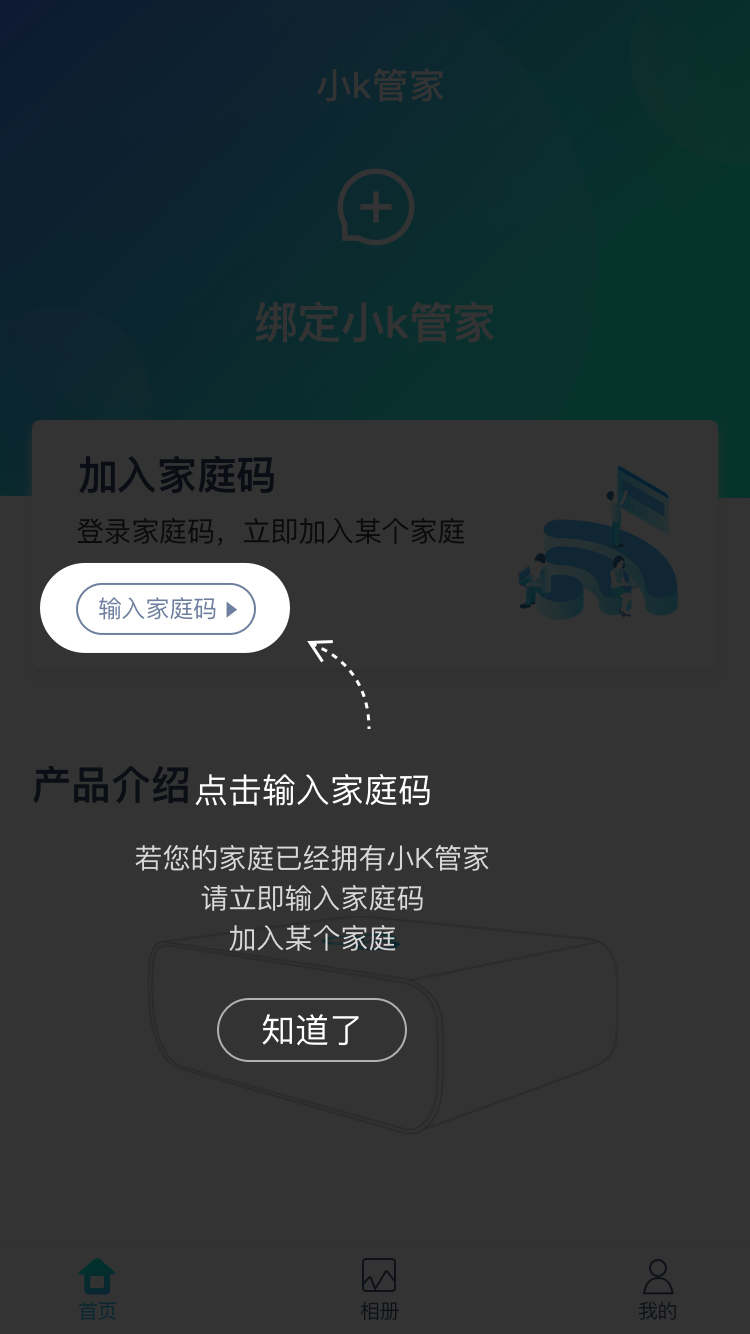 小k管家
绑定小k管家
加入家庭码
登录家庭码，立即加入某个家庭
输入家庭码
产品介绍
点击输入家庭码
若您的家庭已经拥有小K管家
请立即输入家庭码
加入某个家庭
知道了
首页
相册
我的